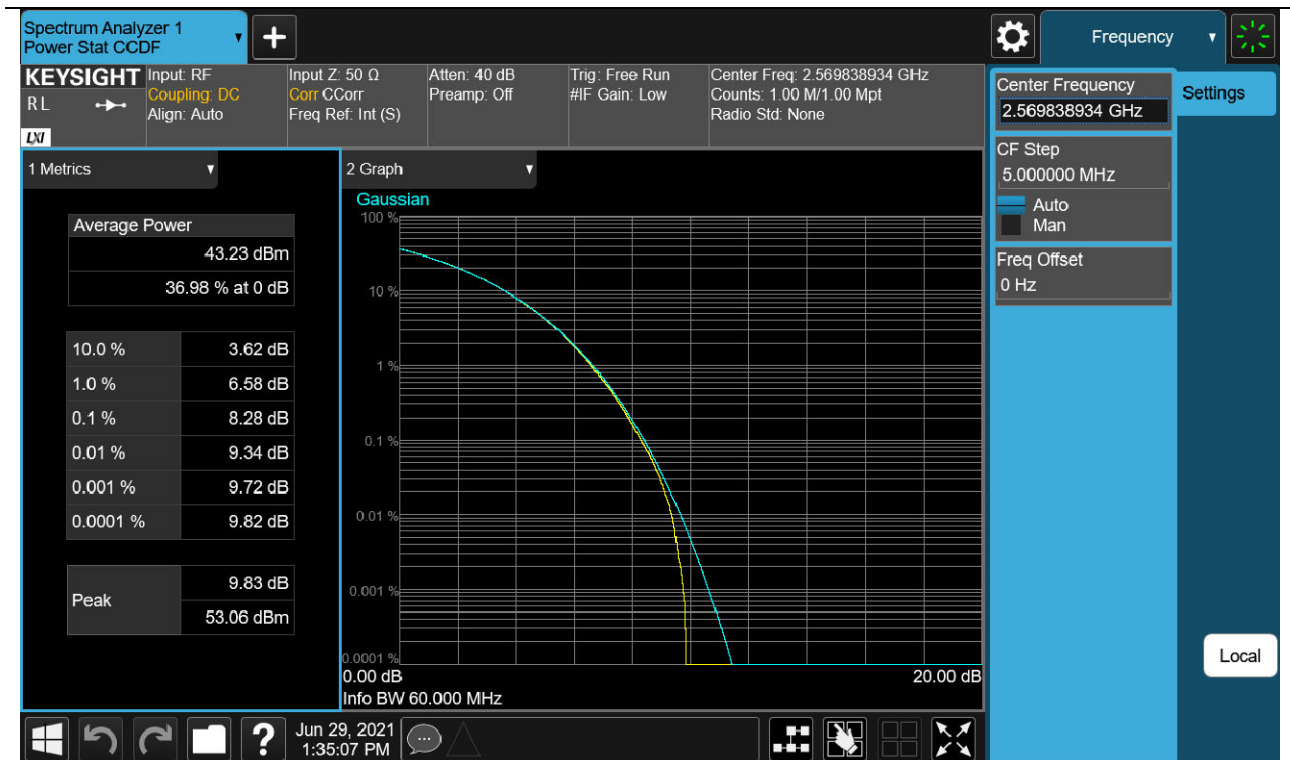 Spectrum Analyzer 1
Power Stat CCDF
+
Frequency
KEYSIGHT
RL
LXI
Input: RF
Coupling: DC
Align: Auto
Input Z: 50 Ω
Corr CCorr
Freq Ref: Int (S)
Atten: 40 dB
Preamp: Off
Trig: Free Run
#IF Gain: Low
Center Freq: 2.569838934 GHz
Counts: 1.00 M/1.00 Mpt
Radio Std: None
Center Frequency
2.569838934 GHz
Settings
CF Step
5.000000 MHz
Auto
Man
Freq Offset
0 Hz
Local
1 Metrics
Average Power
43.23 dBm
36.98 % at 0 dB
10.0 % 3.62 dB
1.0 % 6.58 dB
0.1 % 8.28 dB
0.01 % 9.34 dB
0.001 % 9.72 dB
0.0001 % 9.82 dB
Peak
9.83 dB
53.06 dBm
2 Graph
Gaussian
100 %
10 %
1 %
0.1 %
0.01 %
0.001 %
0.0001 %
0.00 dB 20.00 dB
Info BW 60.000 MHz
?
Jun 29, 2021
1:35:07 PM